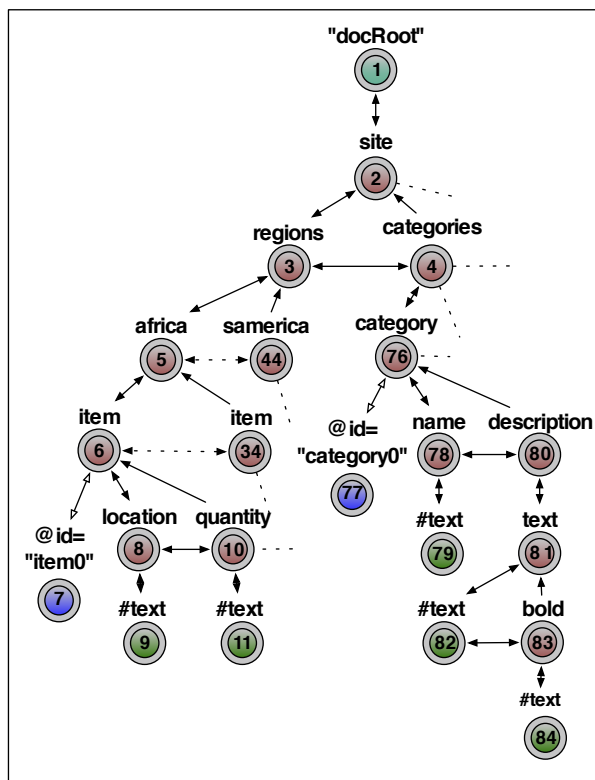 "docRoot"
1
site
2
regions categories
3 4
africa samerica category
5 44 76
item item @id= name description
6 34 "category0" 78 80
77
@id= location quantity #text text
"item0" 8 10 79 81
7
#text #text #text bold
9 11 82 83
#text
84